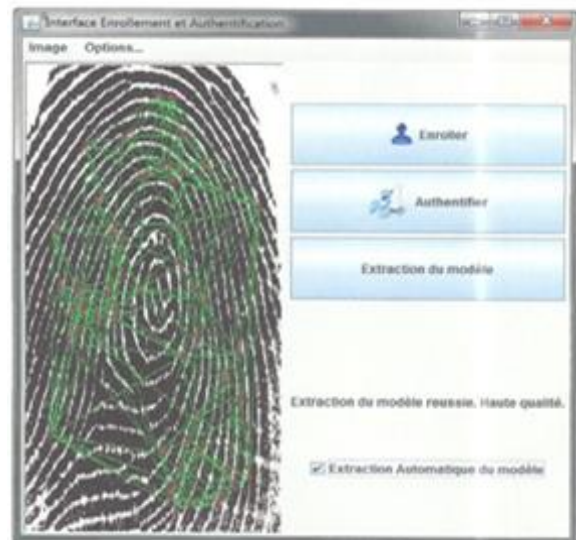 Interface Enrollement et Authentification
Image Options...
Enroller
Authentifier
Extraction du modèle
Extraction du modèle reussie. Haute qualité.
Extraction Automatique du modèle